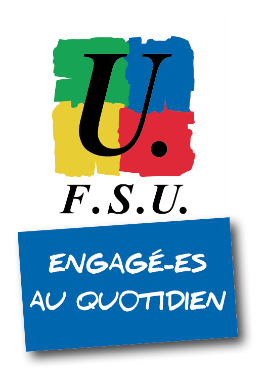 U.
F.S.U.
ENGAGÉ-ES
AU QUOTIDIEN